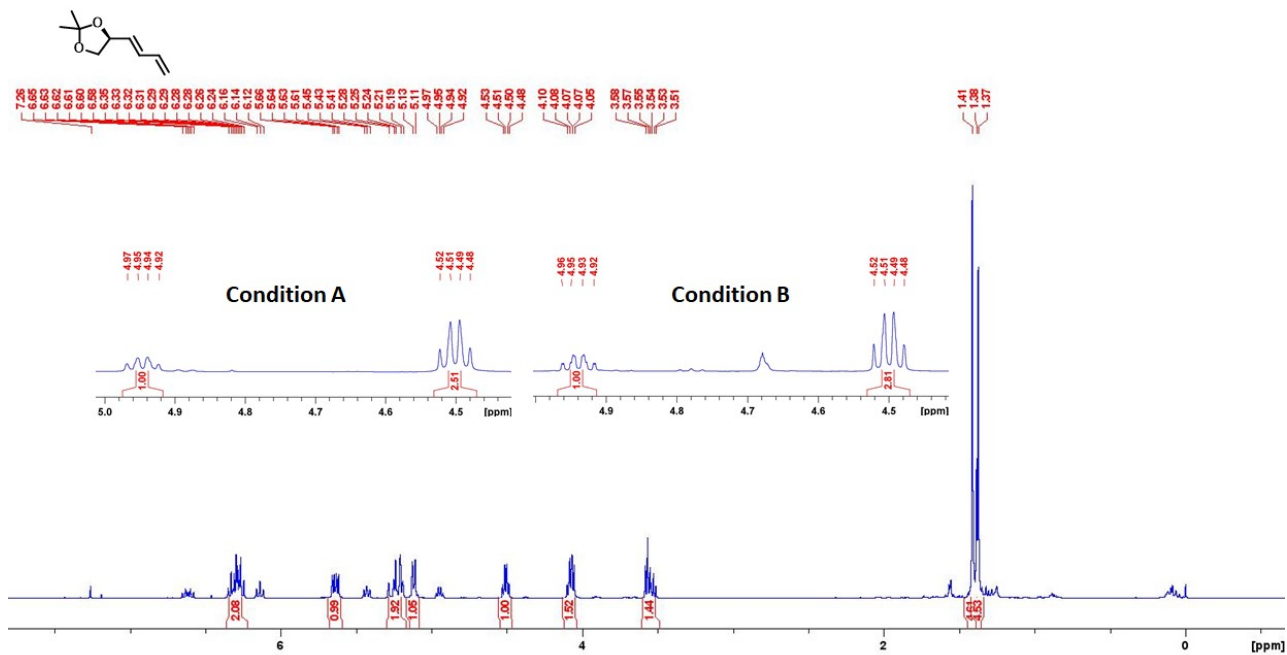 O
O
7.26 6.65 6.63 6.62 6.61 6.60 6.58 6.35 6.33 6.32 6.31 6.29 6.29 6.28 6.28 6.26 6.24 6.16 6.14 6.12 5.66 5.64 5.63 5.61 5.45 5.43 5.41 5.28 5.25 5.24 5.21 5.19 5.13 5.11 4.97 4.95 4.94 4.92 4.53 4.51 4.50 4.48 4.10 4.08 4.07 4.07 4.05 3.58 3.57 3.55 3.54 3.53 3.51 1.41 1.38 1.37
4.97 4.95 4.94 4.92 4.52 4.51 4.49 4.48 4.96 4.95 4.93 4.92 4.52 4.51 4.49 4.48
Condition A Condition B
1.00 2.51 1.00 2.81
5.0 4.9 4.8 4.7 4.6 4.5 [ppm] 4.9 4.8 4.7 4.6 4.5 [ppm]
2.08 0.99 1.92 1.05 1.00 1.52 1.44 4.53
6 4 2 0 [ppm]